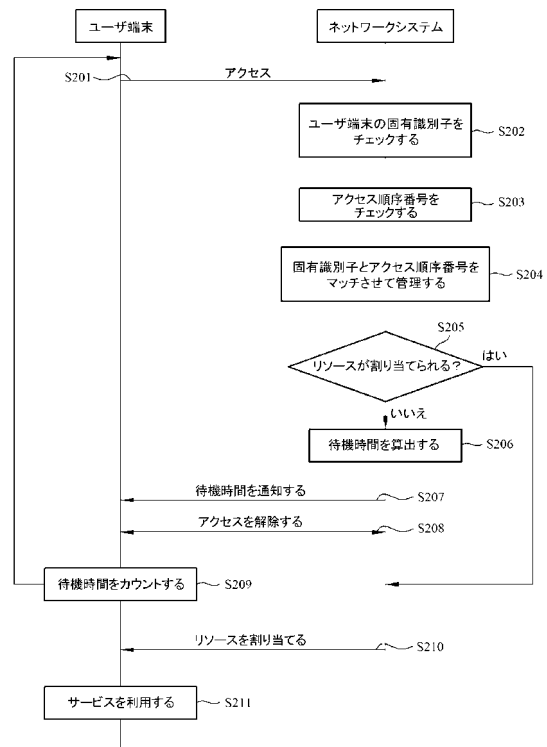 ユーザ端末
ネットワークシステム
S201
アクセス
ユーザ端末の固有識別子を
チェックする
S202
アクセス順序番号を
チェックする
S203
固有識別子とアクセス順序番号を
マッチさせて管理する
S204
S205
リソースが割り当てられる?
はい
いいえ
待機時間を算出する
S206
待機時間を通知する
S207
アクセスを解除する
S208
待機時間をカウントする
S209
リソースを割り当てる
S210
サービスを利用する
S211